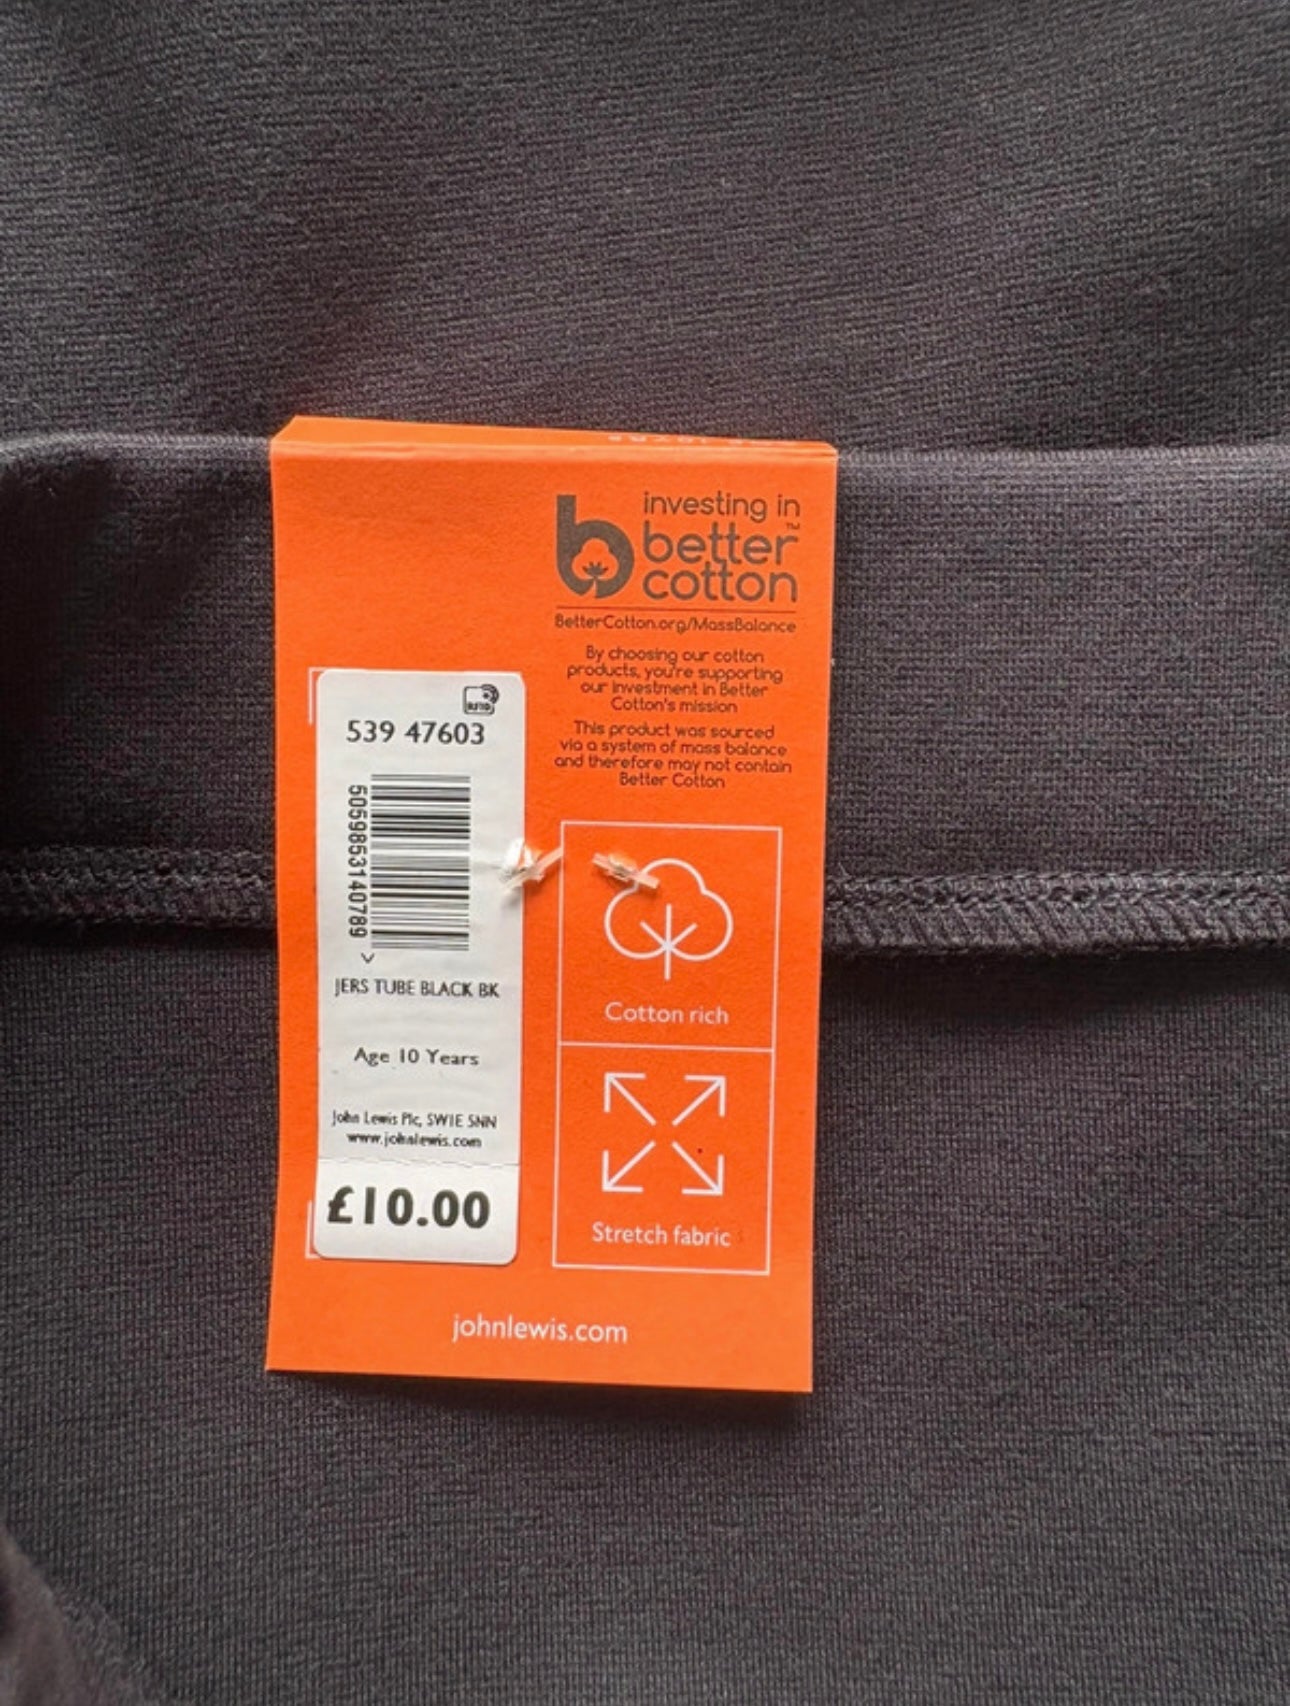 investing in
better™
cotton
BetterCotton.org/MassBalance
By choosing our cotton
products, you're supporting
our investment in Better
Cotton's mission
This product was sourced
via a system of mass balance
and therefore may not contain
Better Cotton
RFID
539 47603
5059853140789
JERS TUBE BLACK BK
Age 10 Years
John Lewis Plc, SW1E 5NN
www.johnlewis.com
£10.00
Cotton rich
Stretch fabric
johnlewis.com